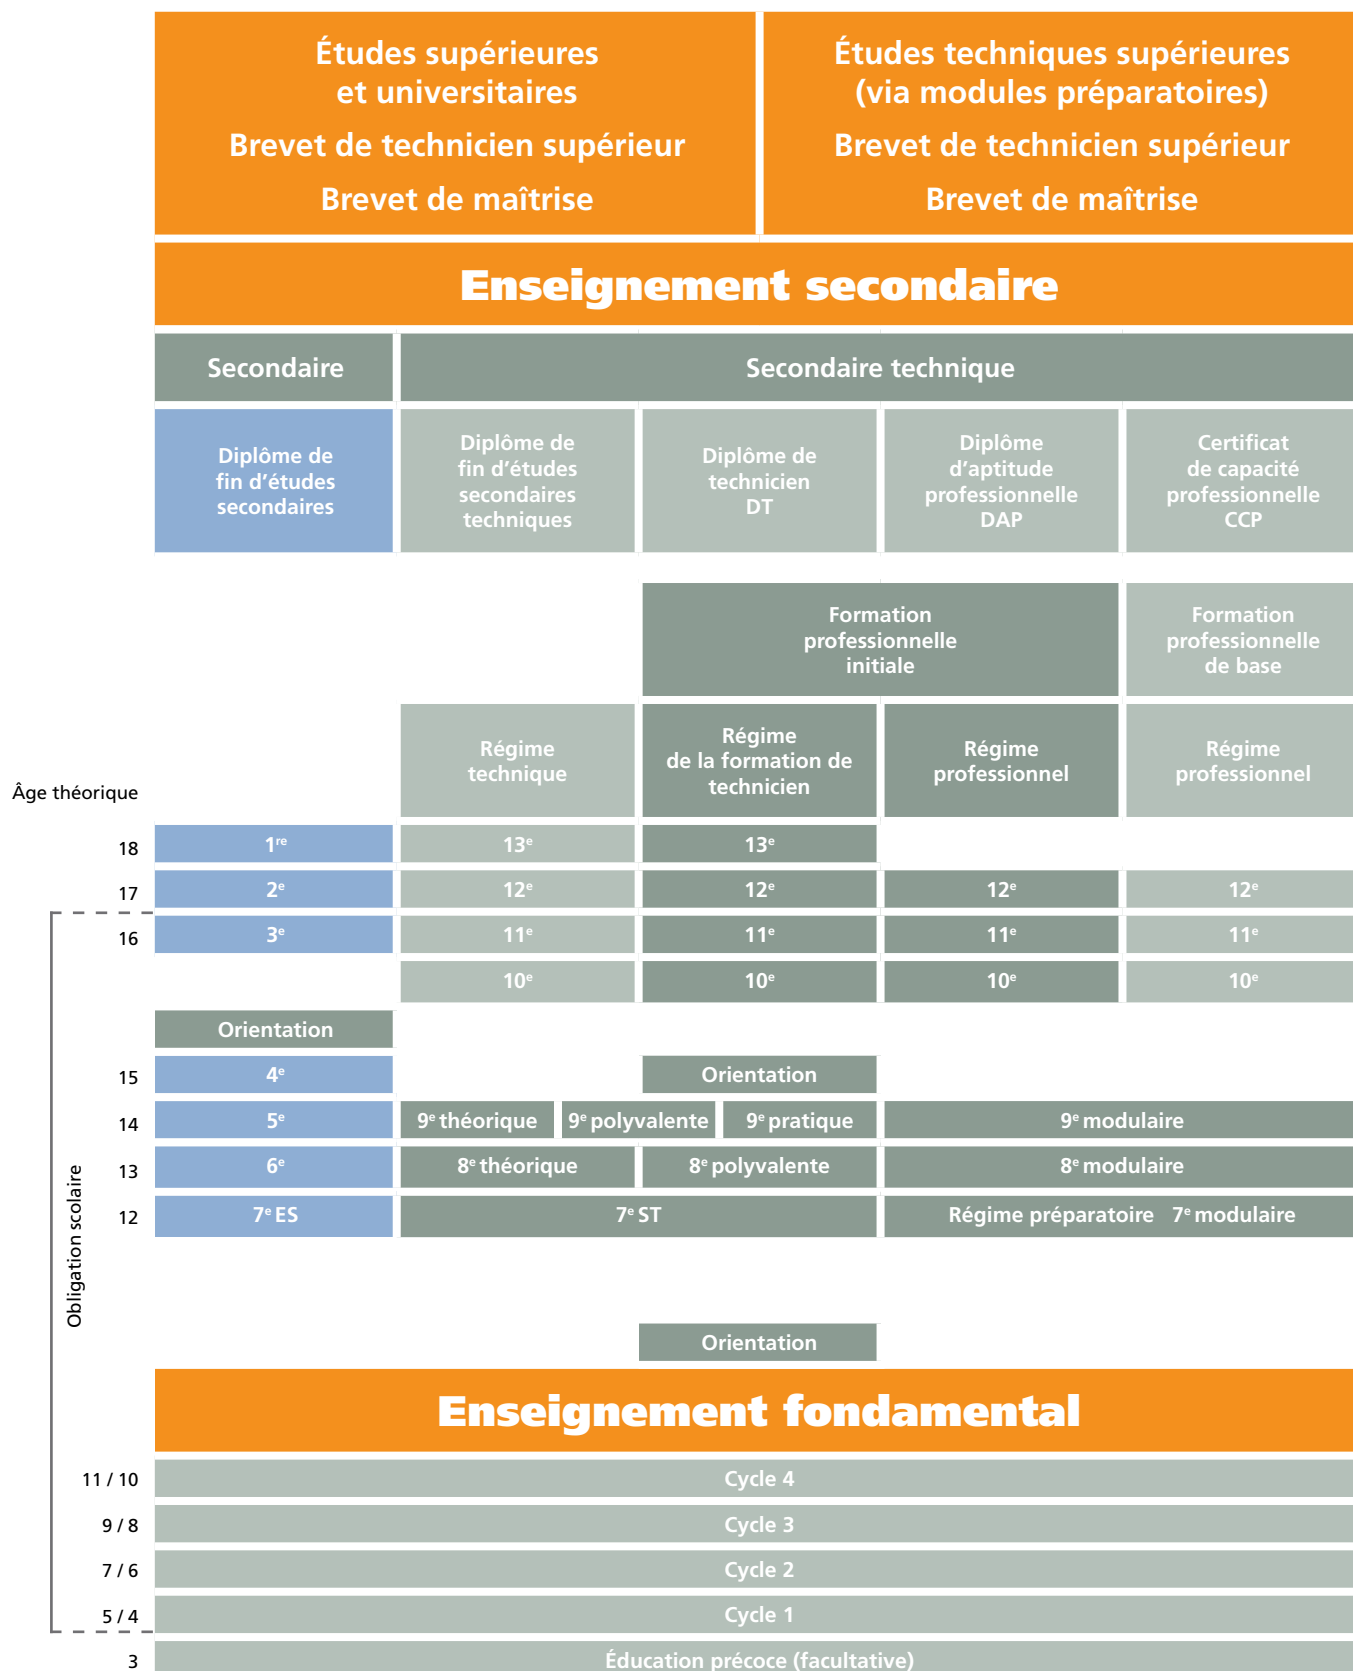 Études supérieures
et universitaires
Brevet de technicien supérieur
Brevet de maîtrise
Études techniques supérieures
(via modules préparatoires)
Brevet de technicien supérieur
Brevet de maîtrise
Enseignement secondaire
Secondaire
Secondaire technique
Diplôme de
fin d'études
secondaires
Diplôme de
fin d'études
secondaires
techniques
Diplôme de
technicien
DT
Diplôme
d'aptitude
professionnelle
DAP
Certificat
de capacité
professionnelle
CCP
Formation
professionnelle
initiale
Formation
professionnelle
de base
Régime
technique
Régime
de la formation de
technicien
Régime
professionnel
Régime
professionnel
Âge théorique
18
1re
13e
13e
17
2e
12e
12e
12e
12e
16
3e
11e
11e
11e
11e
10e
10e
10e
10e
Orientation
15
4e
Orientation
14
5e
9e théorique
9e polyvalente
9e pratique
9e modulaire
13
6e
8e théorique
8e polyvalente
8e modulaire
12
7e ES
7e ST
Régime préparatoire 7e modulaire
Obligation scolaire
Orientation
Enseignement fondamental
11 / 10
Cycle 4
9 / 8
Cycle 3
7 / 6
Cycle 2
5 / 4
Cycle 1
3
Éducation précoce (facultative)